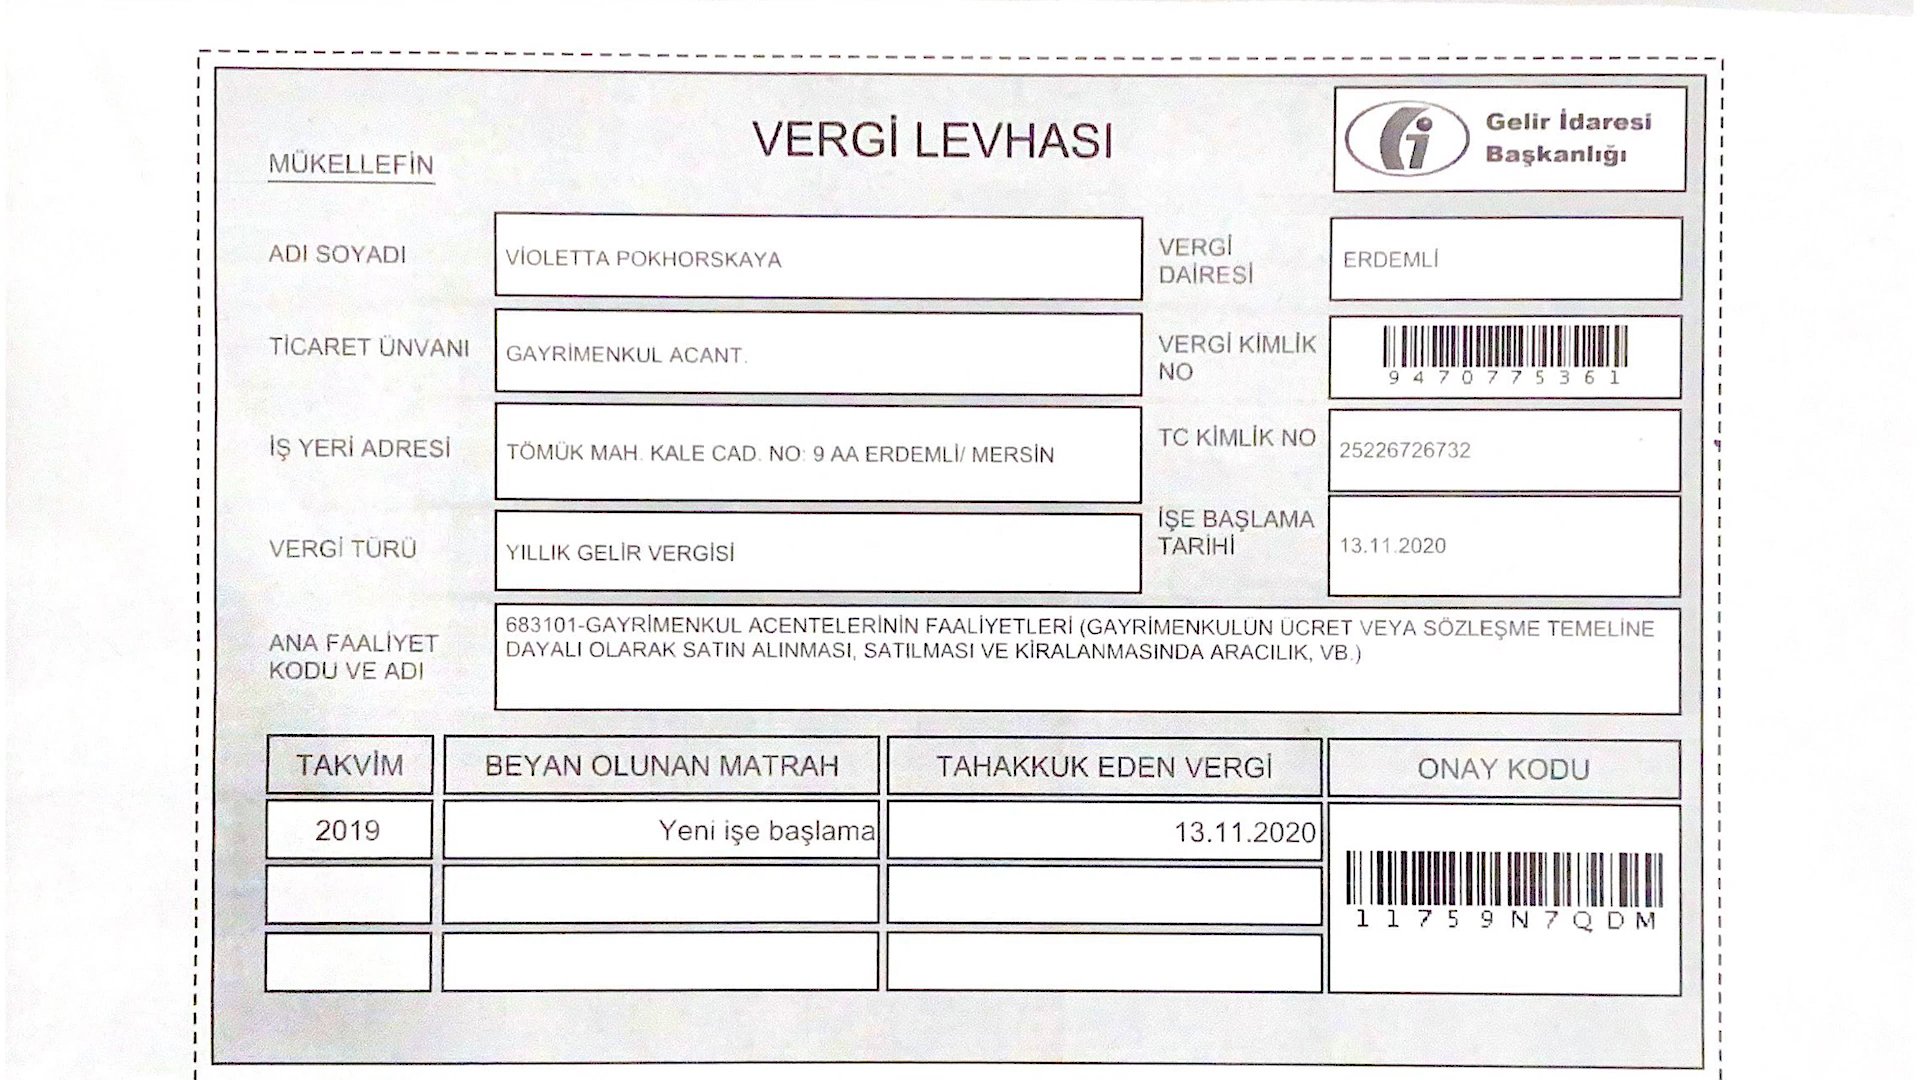 VERGİ LEVHASI
Gelir İdaresi
Başkanlığı
MÜKELLEFİN
ADI SOYADI
VİOLETTA POKHORSKAYA
VERGİ
DAİRESİ
ERDEMLİ
TİCARET ÜNVANI
GAYRİMENKUL ACANT.
VERGİ KİMLİK
NO
9470775361
İŞ YERİ ADRESİ
TÖMÜK MAH. KALE CAD. NO: 9 AA ERDEMLİ/ MERSİN
TC KİMLİK NO
25226726732
VERGİ TÜRÜ
YILLIK GELİR VERGİSİ
İŞE BAŞLAMA
TARİHİ
13.11.2020
ANA FAALİYET
KODU VE ADI
683101-GAYRİMENKUL ACENTELERİNİN FAALİYETLERİ (GAYRİMENKULÜN ÜCRET VEYA SÖZLEŞME TEMELİNE
DAYALI OLARAK SATIN ALINMASI, SATILMASI VE KİRALANMASINDA ARACILIK, VB.)
TAKVİM
BEYAN OLUNAN MATRAH
TAHAKKUK EDEN VERGİ
ONAY KODU
2019
Yeni işe başlama
13.11.2020
11759N7QDM